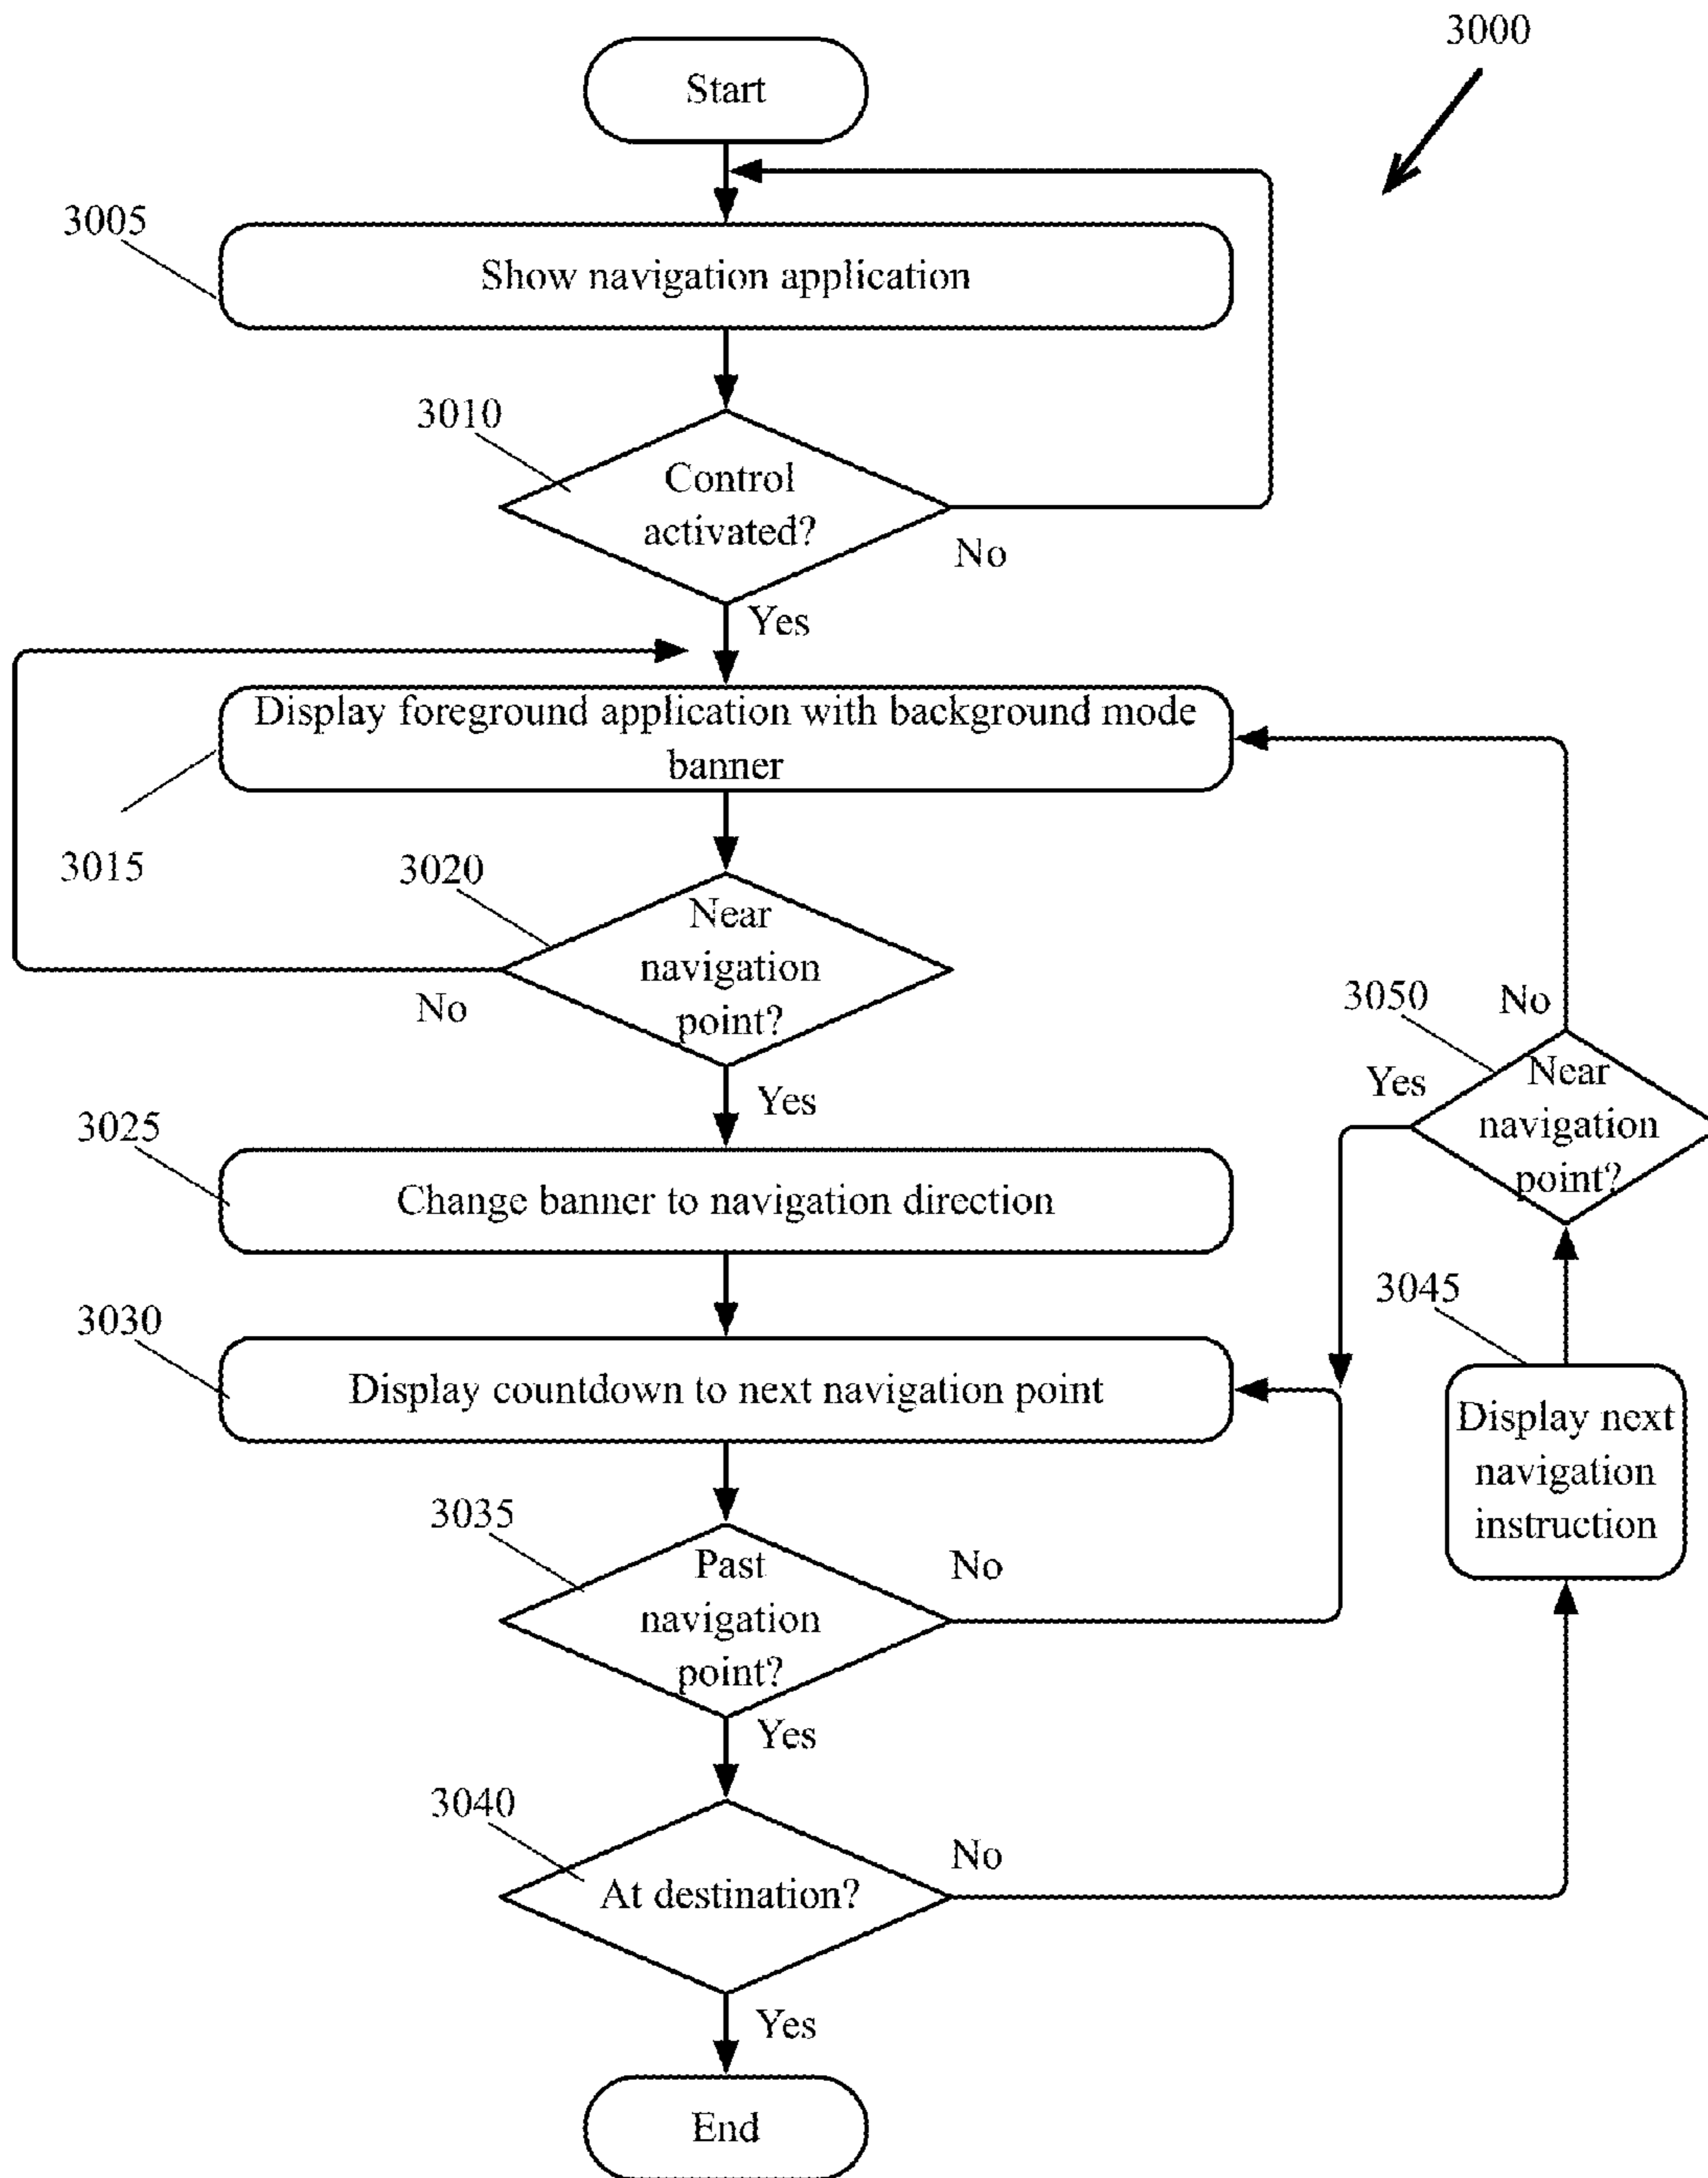 3000
Start
3005
Show navigation application
3010
Control
activated?
No
Yes
Display foreground application with background mode
banner
3015
3020
Near
navigation
point?
No
Yes
3025
Change banner to navigation direction
3030
Display countdown to next navigation point
3035
Past
navigation
point?
No
Yes
3040
At destination?
No
Yes
End
3045
Display next
navigation
instruction
3050
Near
navigation
point?
No
Yes